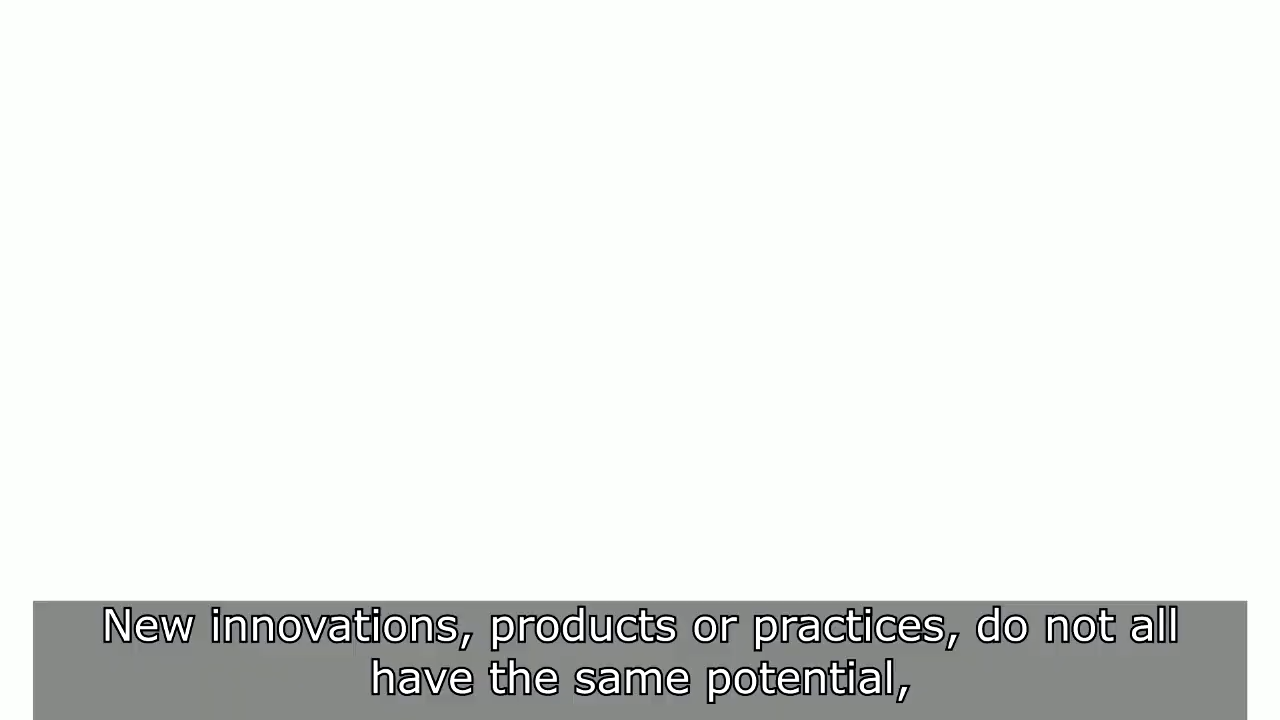 New innovations, products or practices, do not all
have the same potential,